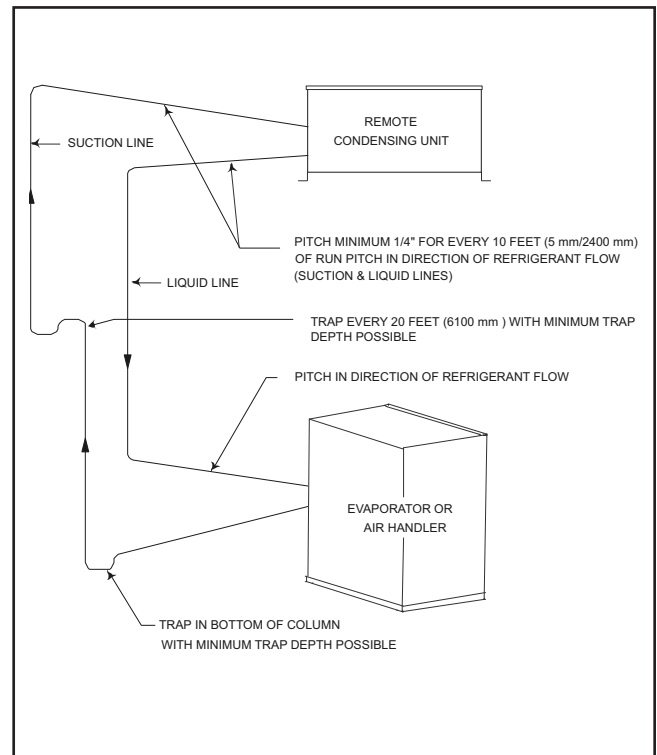 REMOTE
CONDENSING UNIT
SUCTION LINE
PITCH MINIMUM 1/4" FOR EVERY 10 FEET (5 mm/2400 mm)
OF RUN PITCH IN DIRECTION OF REFRIGERANT FLOW
(SUCTION & LIQUID LINES)
LIQUID LINE
TRAP EVERY 20 FEET (6100 mm ) WITH MINIMUM TRAP
DEPTH POSSIBLE
PITCH IN DIRECTION OF REFRIGERANT FLOW
EVAPORATOR OR
AIR HANDLER
TRAP IN BOTTOM OF COLUMN
WITH MINIMUM TRAP DEPTH POSSIBLE